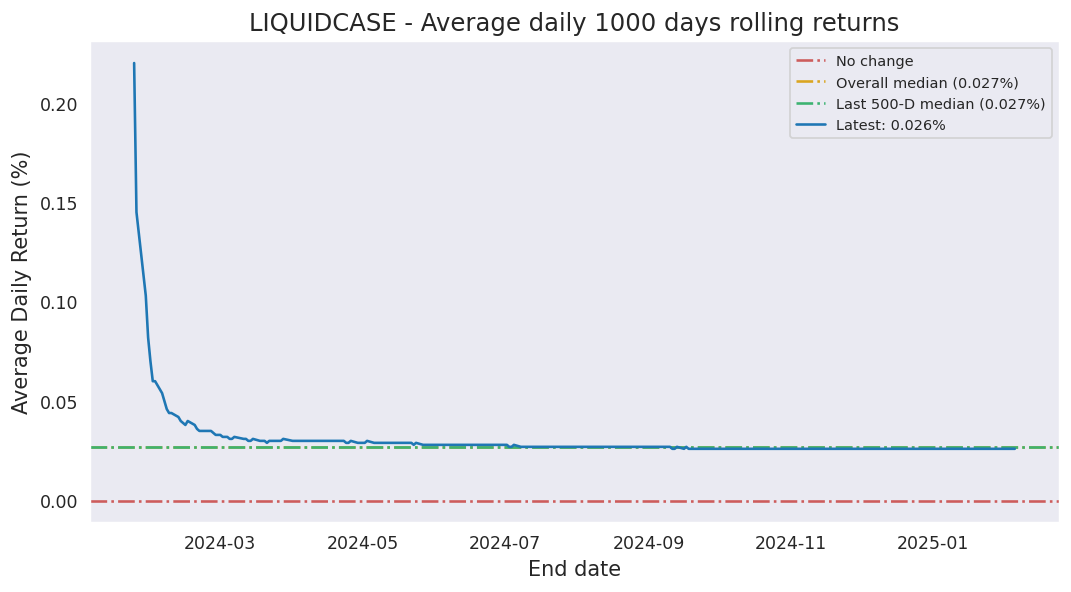 LIQUIDCASE - Average daily 1000 days rolling returns
No change
Overall median (0.027%)
Last 500-D median (0.027%)
Latest: 0.026%
Average Daily Return (%)
0.20
0.15
0.10
0.05
0.00
2024-03 2024-05 2024-07 2024-09 2024-11 2025-01
End date